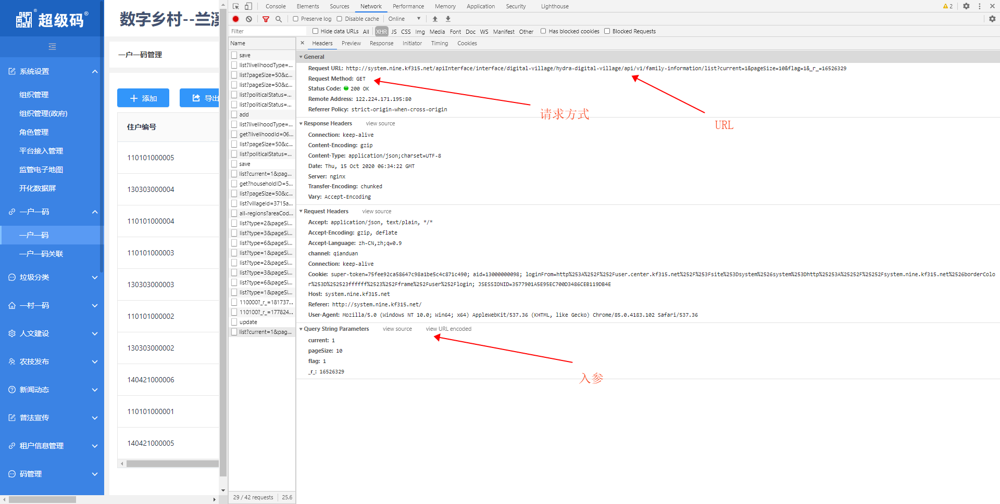 超级码®
系统设置
组织管理
组织管理(政府)
角色管理
平台接入管理
监管电子地图
开化数据屏
一户一码
一户一码
一户一码关联
垃圾分类
一村一码
人文建设
农技发布
新闻动态
普法宣传
租户信息管理
码管理
数字乡村--兰溪
一户一码管理
添加
导出
住户编号
110101000005
130303000004
110101000004
110101000003
130303000003
110101000002
130303000002
140421000006
110101000001
140421000005
Console Elements Sources Network Performance Memory Application Security Lighthouse 2
Preserve log Disable cache Online
Filter Hide data URLs All XHR JS CSS Img Media Font Doc WS Manifest Other Has blocked cookies Blocked Requests
Name
save
list?livelihoodType=...
list?pageSize=50&c...
list?pageSize=50&c...
list?politicalStatus=...
list?politicalStatus=...
add
list?livelihoodType=...
get?livelihoodId=06...
list?pageSize=50&c...
list?politicalStatus=...
save
list?current=1&pag...
get?householdID=5...
list?pageSize=50&c...
list?villageId=3715a...
all-regions?areaCod...
list?type=2&pageSi...
list?type=3&pageSi...
list?type=6&pageSi...
list?type=1&pageSi...
list?type=2&pageSi...
list?type=3&pageSi...
list?type=6&pageSi...
list?type=1&pageSi...
110000?_r_=181737...
110100?_r_=177824...
update
list?current=1&pag...
29 / 42 requests 25.6
Headers Preview Response Initiator Timing Cookies
General
Request URL: http://system.nine.kf315.net/apiInterface/interface/digital-village/hydra-digital-village/api/v1/family-information/list?current=1&pageSize=10&flag=1&_r_=16526329
Request Method: GET
Status Code: 200 OK
Remote Address: 122.224.171.195:80
Referrer Policy: strict-origin-when-cross-origin
请求方式
URL
Response Headers view source
Connection: keep-alive
Content-Encoding: gzip
Content-Type: application/json;charset=UTF-8
Date: Thu, 15 Oct 2020 06:34:22 GMT
Server: nginx
Transfer-Encoding: chunked
Vary: Accept-Encoding
Request Headers view source
Accept: application/json, text/plain, */*
Accept-Encoding: gzip, deflate
Accept-Language: zh-CN,zh;q=0.9
channel: qianduan
Connection: keep-alive
Cookie: super-token=75fee92ca58647c98a1be5c4c871c490; aid=13000000098; loginFrom=http%253A%252F%252Fuser.center.kf315.net%252F%253Fsite%253Dsystem%2526system%253Dhttp%25253A%25252F%25252Fsystem.nine.kf315.net%2526borderColo
r%253D%252523ffffff%2523%252Fframe%252Fuser%252Flogin; JSESSIONID=3577901A5E95EC700D3486CEB119DB4E
Host: system.nine.kf315.net
Referer: http://system.nine.kf315.net/
User-Agent: Mozilla/5.0 (Windows NT 10.0; Win64; x64) AppleWebKit/537.36 (KHTML, like Gecko) Chrome/85.0.4183.102 Safari/537.36
Query String Parameters view source view URL encoded
current: 1
pageSize: 10
flag: 1
_r_: 16526329
入参